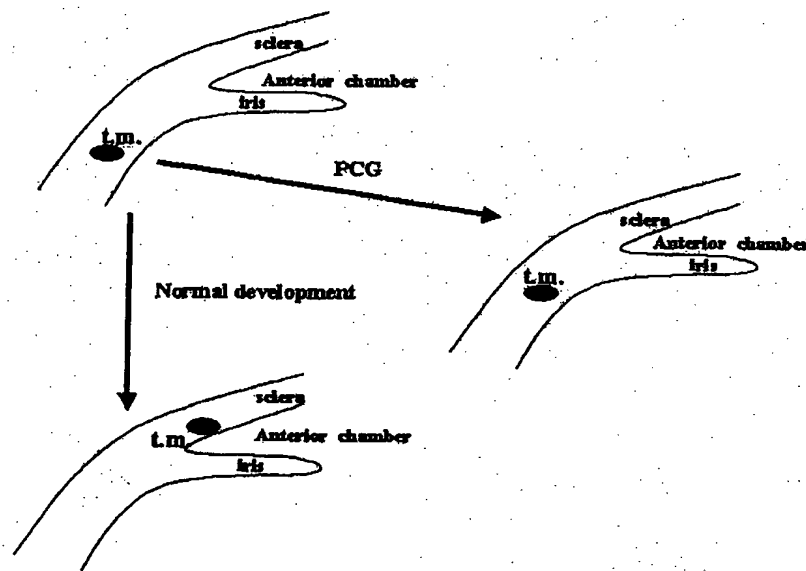 sclera
Anterior chamber
iris
t.m.
PCG
sclera
Anterior chamber
iris
t.m.
Normal development
sclera
t.m
Anterior chamber
iris